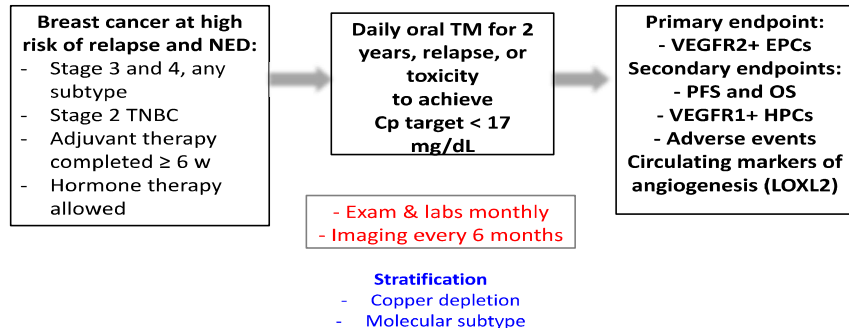 Breast cancer at high
risk of relapse and NED:
- Stage 3 and 4, any
subtype
- Stage 2 TNBC
- Adjuvant therapy
completed ≥ 6 w
- Hormone therapy
allowed
Daily oral TM for 2
years, relapse, or
toxicity
to achieve
Cp target < 17
mg/dL
Primary endpoint:
- VEGFR2+ EPCs
Secondary endpoints:
- PFS and OS
- VEGFR1+ HPCs
- Adverse events
Circulating markers of
angiogenesis (LOXL2)
- Exam & labs monthly
- Imaging every 6 months
Stratification
- Copper depletion
- Molecular subtype